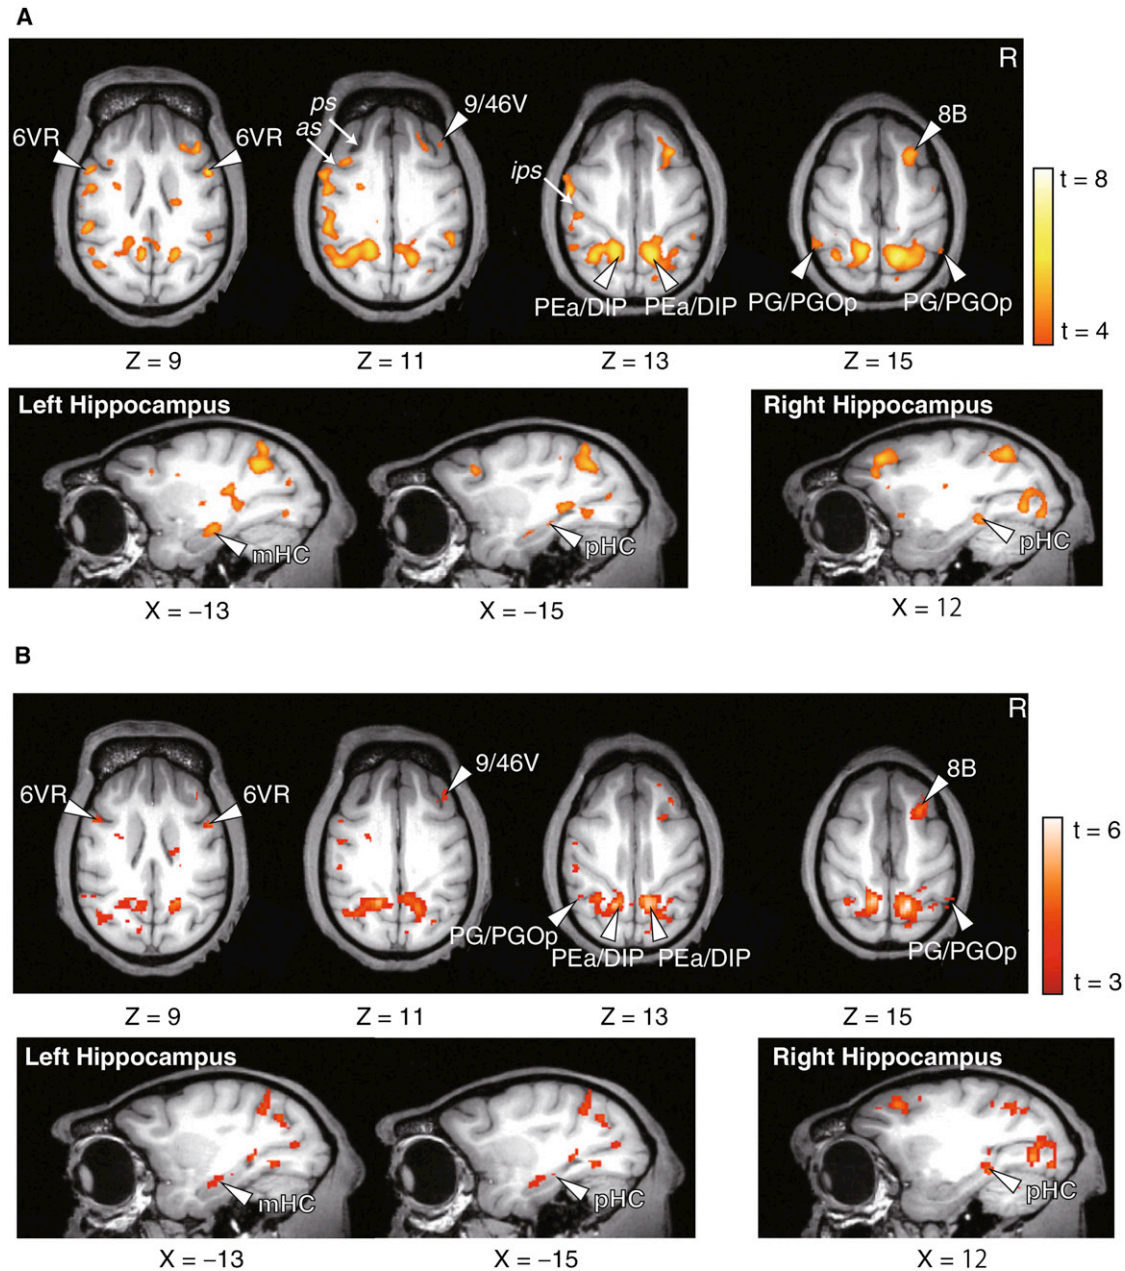 A
R
6VR
6VR
ps
as
9/46V
ips
8B
PEa/DIP
PEa/DIP
PG/PGOp
PG/PGOp
t = 8
t = 4
Z = 9
Z = 11
Z = 13
Z = 15
Left Hippocampus
mHC
pHC
Right Hippocampus
pHC
X = –13
X = –15
X = 12
B
R
6VR
6VR
9/46V
8B
PG/PGOp
PEa/DIP
PEa/DIP
PG/PGOp
t = 6
t = 3
Z = 9
Z = 11
Z = 13
Z = 15
Left Hippocampus
mHC
pHC
Right Hippocampus
pHC
X = –13
X = –15
X = 12